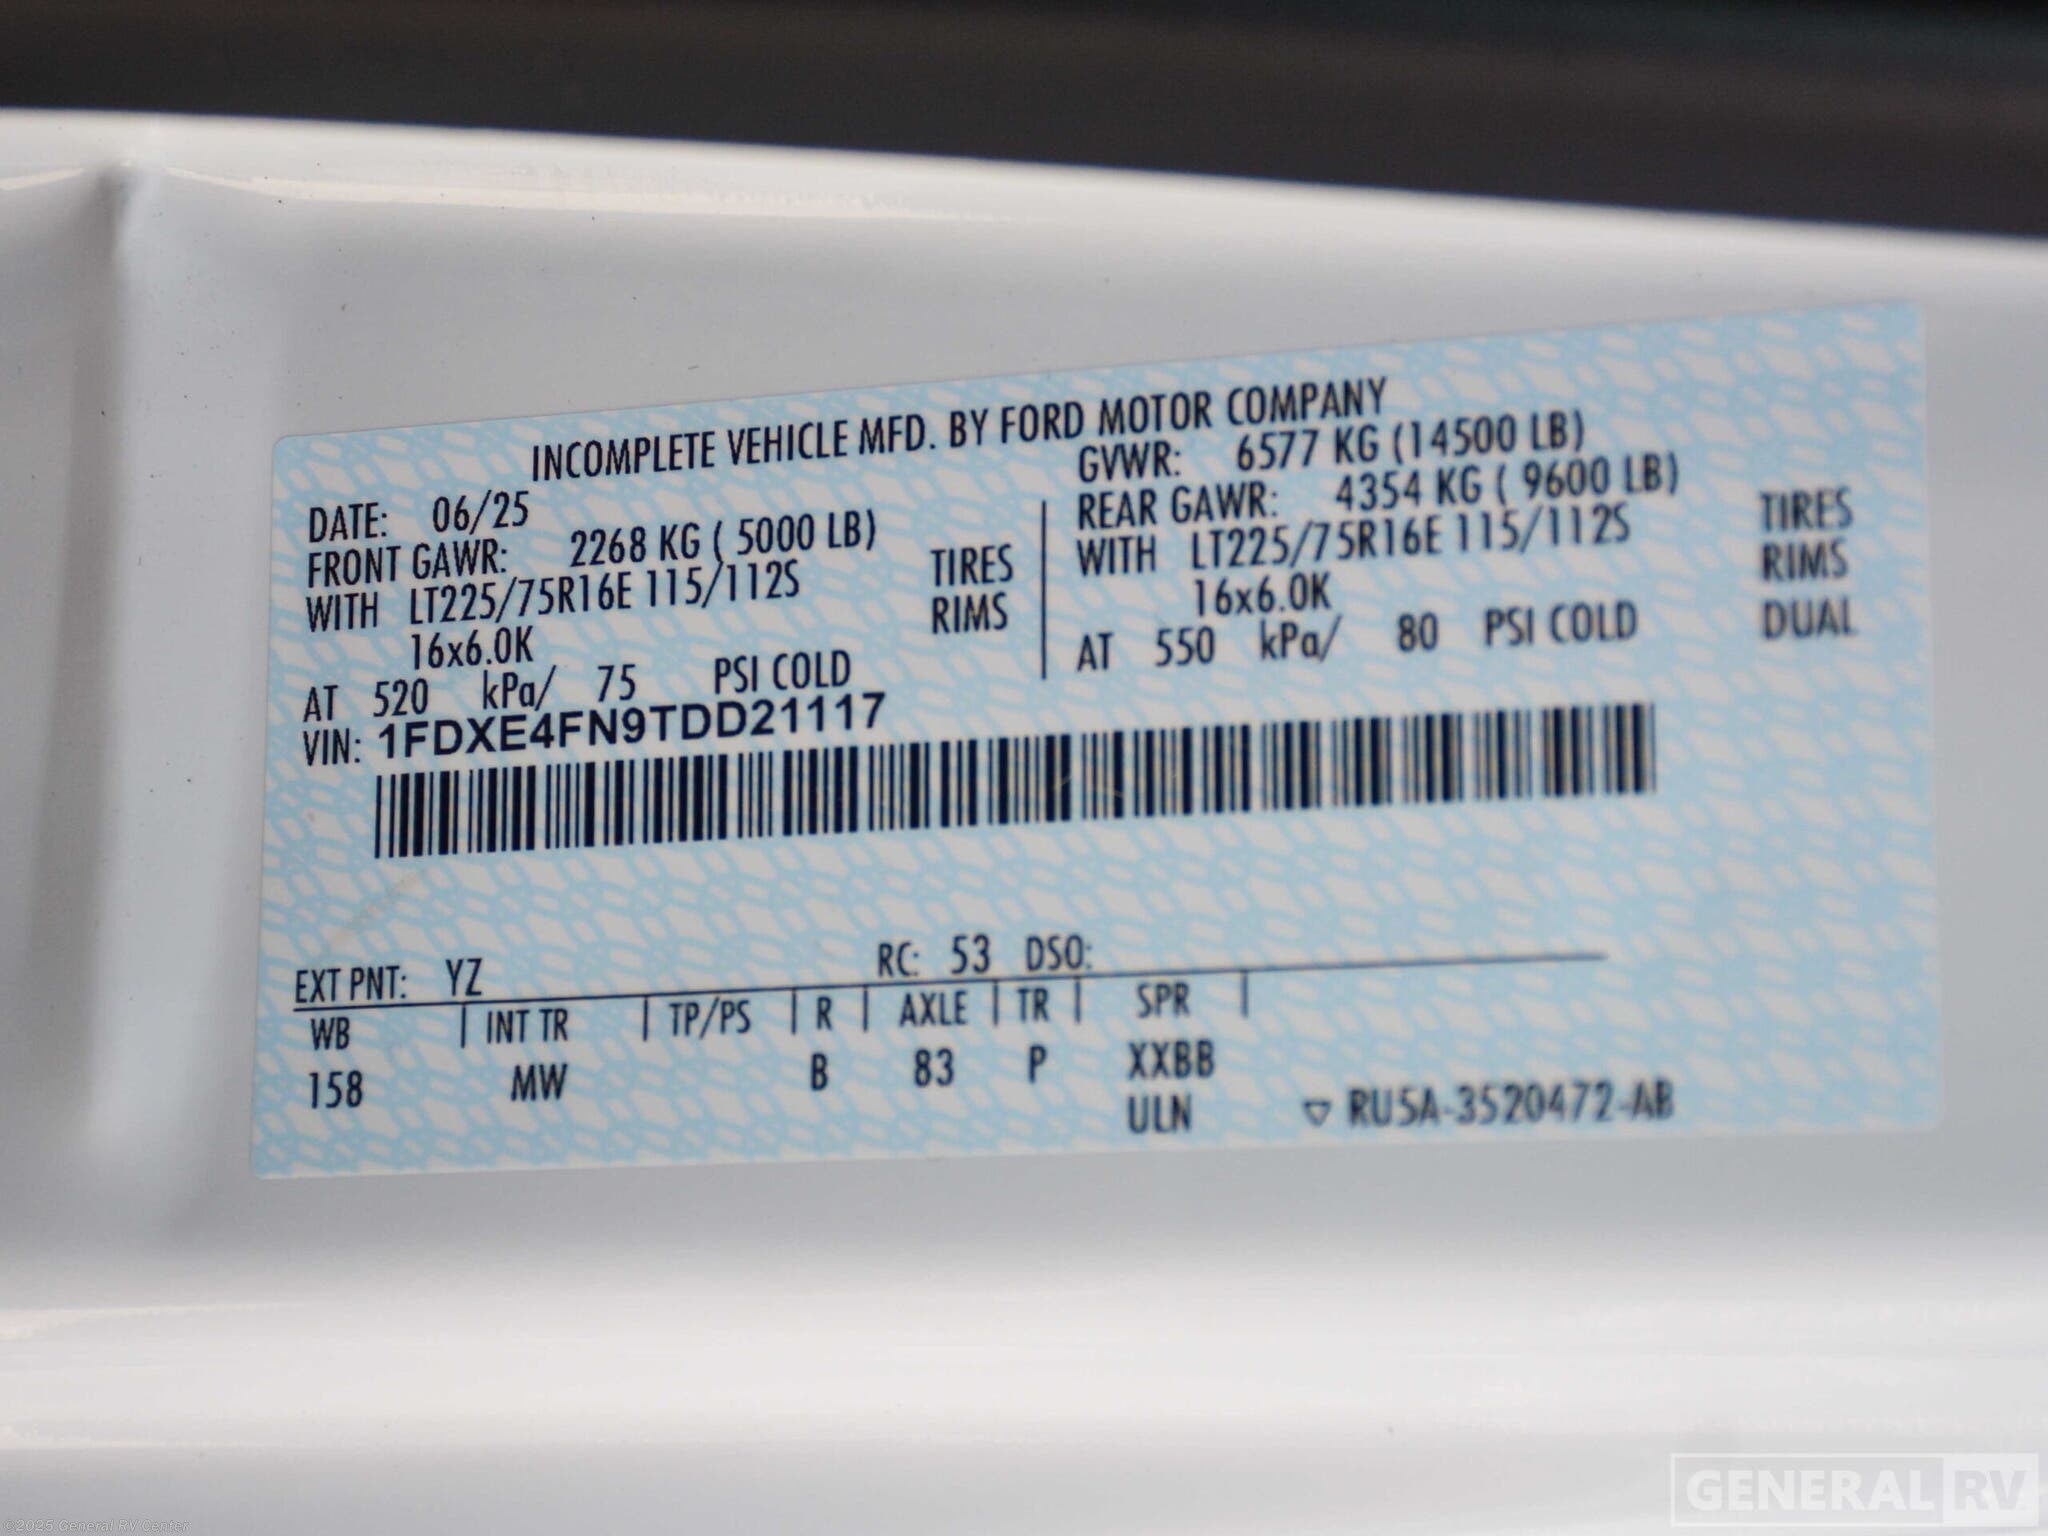 INCOMPLETE VEHICLE MFD. BY FORD MOTOR COMPANY
DATE: 06/25
GVWR: 6577 KG (14500 LB)
FRONT GAWR: 2268 KG ( 5000 LB)
WITH LT225/75R16E 115/112S TIRES
16x6.0K RIMS
AT 520 kPa/ 75 PSI COLD
REAR GAWR: 4354 KG ( 9600 LB)
WITH LT225/75R16E 115/112S TIRES
16x6.0K RIMS
AT 550 kPa/ 80 PSI COLD DUAL
VIN: 1FDXE4FN9TDD21117
EXT PNT: YZ RC: 53 DSO:
WB | INT TR | TP/PS | R | AXLE | TR | SPR |
158 MW B 83 P XXBB
ULN ▽ RU5A-3520472-AB
GENERAL RV
©2025 General RV Center